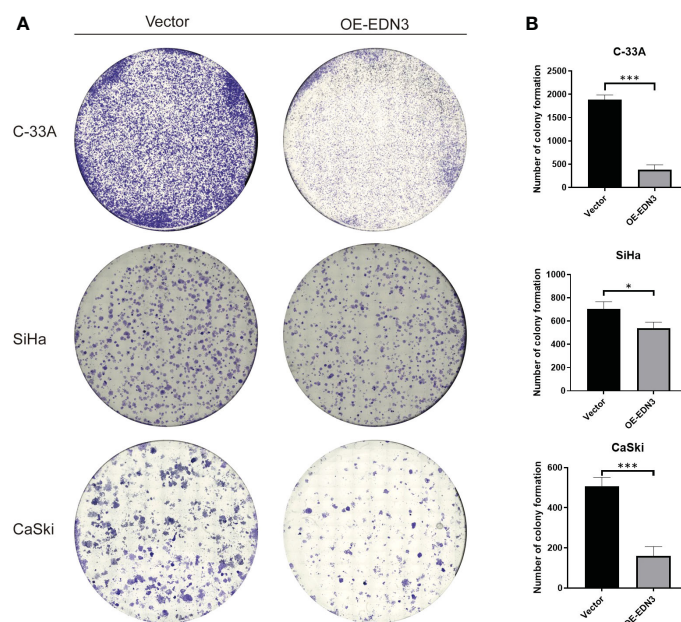 A
Vector
OE-EDN3
C-33A
SiHa
CaSki
B
C-33A
Number of colony formation
2500
2000
1500
1000
500
0
***
Vector
OE-EDN3
SiHa
Number of colony formation
1000
800
600
400
200
0
*
Vector
OE-EDN3
CaSki
Number of colony formation
600
400
200
0
***
Vector
OE-EDN3